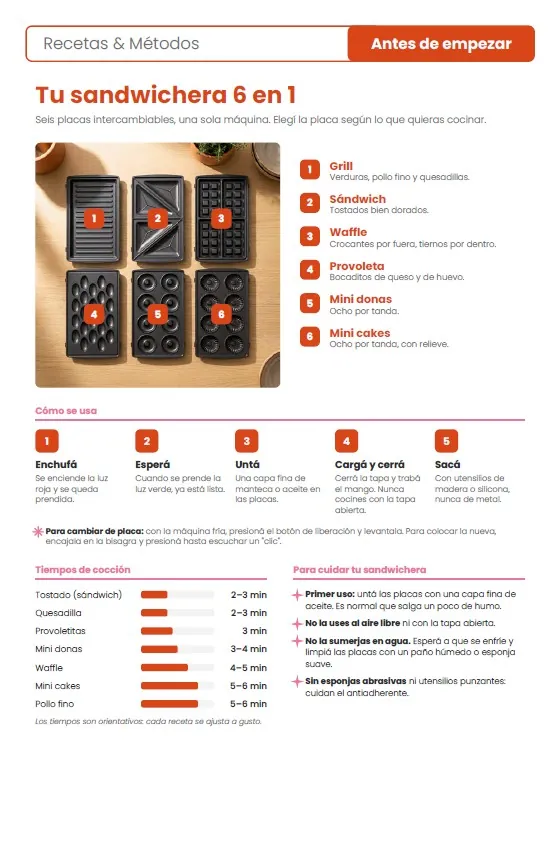 Recetas & Métodos
Antes de empezar
Tu sandwichera 6 en 1
Seis placas intercambiables, una sola máquina. Elegí la placa según lo que quieras cocinar.
1
2
3
4
5
6
1
Grill
Verduras, pollo fino y quesadillas.
2
Sándwich
Tostados bien dorados.
3
Waffle
Crocantes por fuera, tiernos por dentro.
4
Provoleta
Bocaditos de queso y de huevo.
5
Mini donas
Ocho por tanda.
6
Mini cakes
Ocho por tanda, con relieve.
Cómo se usa
1
Enchufá
Se enciende la luz
roja y se queda
prendida.
2
Esperá
Cuando se prende la
luz verde, ya está lista.
3
Untá
Una capa fina de
manteca o aceite en
las placas.
4
Cargá y cerrá
Cerrá la tapa y trabá
el mango. Nunca
cocines con la tapa
abierta.
5
Sacá
Con utensilios de
madera o silicona,
nunca de metal.
Para cambiar de placa: con la máquina fría, presioná el botón de liberación y levantala. Para colocar la nueva,
encajala en la bisagra y presioná hasta escuchar un "clic".
Tiempos de cocción
Tostado (sándwich) 2–3 min
Quesadilla 2–3 min
Provoletitas 3 min
Mini donas 3–4 min
Waffle 4–5 min
Mini cakes 5–6 min
Pollo fino 5–6 min
Los tiempos son orientativos: cada receta se ajusta a gusto.
Para cuidar tu sandwichera
Primer uso: untá las placas con una capa fina de
aceite. Es normal que salga un poco de humo.
No la uses al aire libre ni con la tapa abierta.
No la sumerjas en agua. Esperá a que se enfríe y
limpiá las placas con un paño húmedo o esponja
suave.
Sin esponjas abrasivas ni utensilios punzantes:
cuidan el antiadherente.